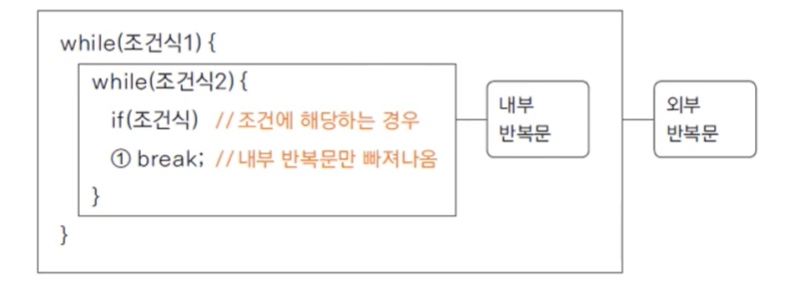 while(조건식1) {
while(조건식2) {
if(조건식) //조건에 해당하는 경우
① break; //내부 반복문만 빠져나옴
}
}
내부
반복문
외부
반복문